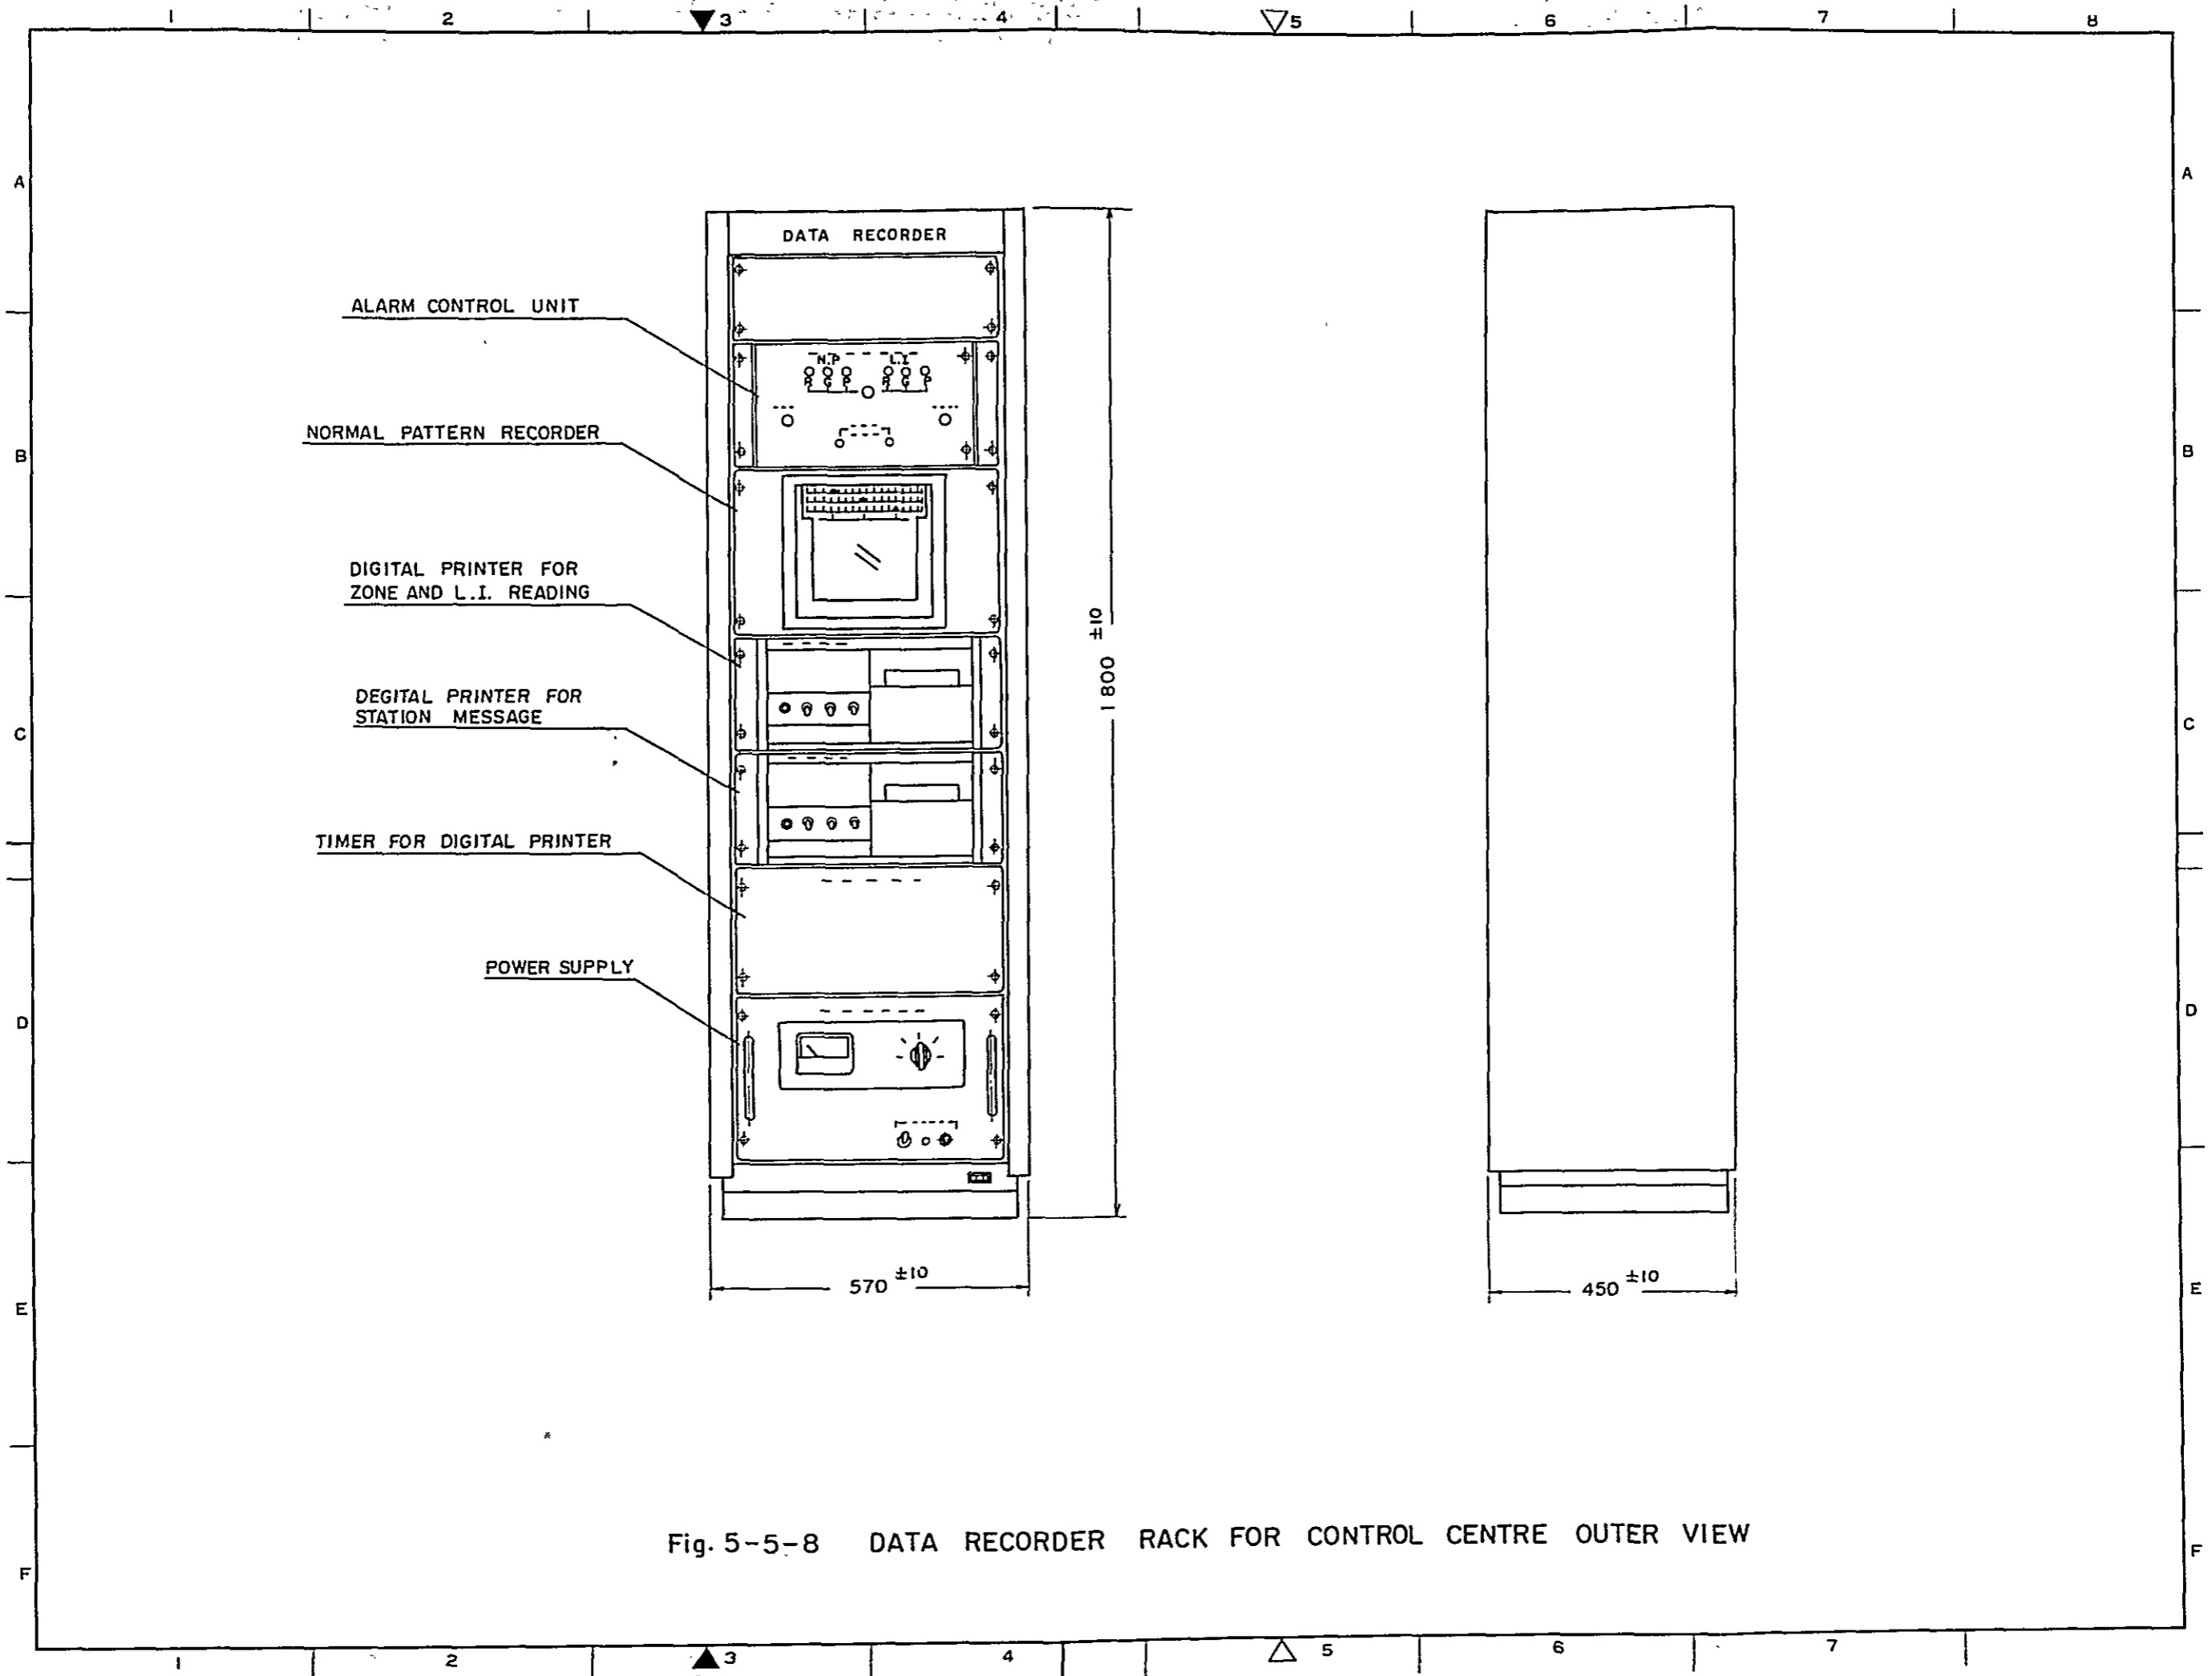 1 2 3 4 5 6 7 8
A A
DATA RECORDER
ALARM CONTROL UNIT
N.P L.I
R G P R G P
NORMAL PATTERN RECORDER
B B
DIGITAL PRINTER FOR
ZONE AND L.I. READING
1800 ±10
DEGITAL PRINTER FOR
STATION MESSAGE
C C
TIMER FOR DIGITAL PRINTER
POWER SUPPLY
D D
570 ±10
450 ±10
E E
Fig. 5-5-8 DATA RECORDER RACK FOR CONTROL CENTRE OUTER VIEW
F F
1 2 3 4 5 6 7